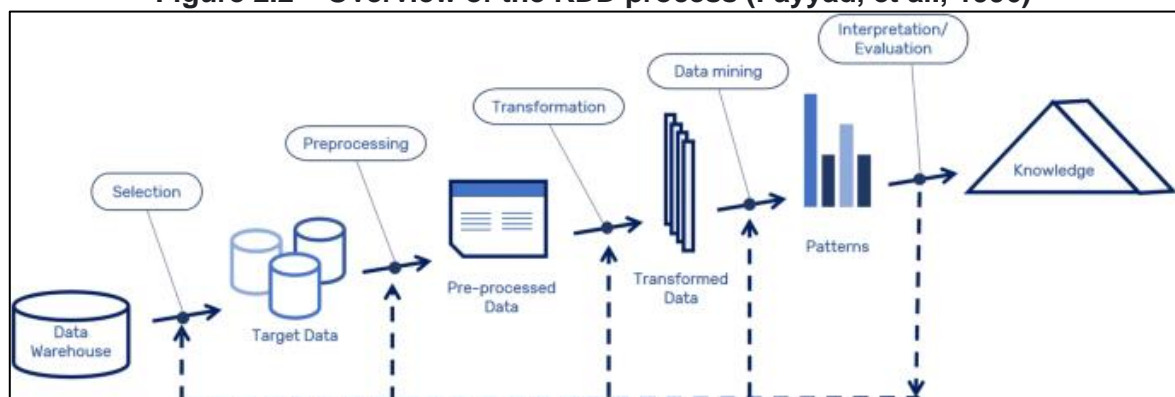 Figure 2.2 – Overview of the KDD process (Fayyad, et al., 1996)
Interpretation/
Evaluation
Data mining
Transformation
Preprocessing
Selection
Knowledge
Patterns
Pre-processed
Data
Transformed
Data
Target Data
Data
Warehouse